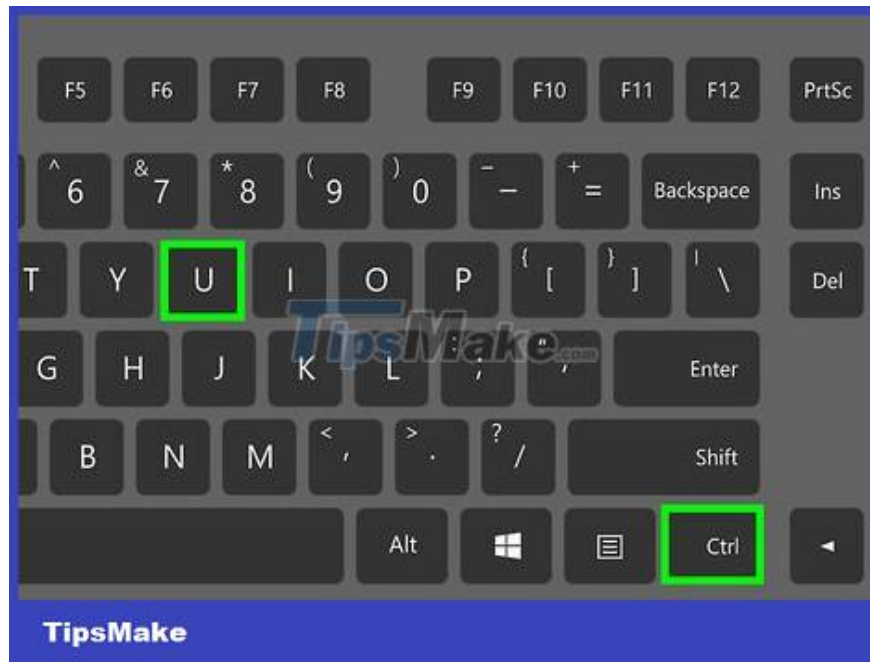 F5 F6 F7 F8 F9 F10 F11 F12 PrtSc
^ 6 & 7 * 8 ( 9 ) 0 _ – + = Backspace Ins
T Y U I O P { [ } ] | \ Del
G H J K L : ; " ' Enter
TipsMake.com
B N M < , > . ? / Shift
Alt Ctrl ◄
TipsMake